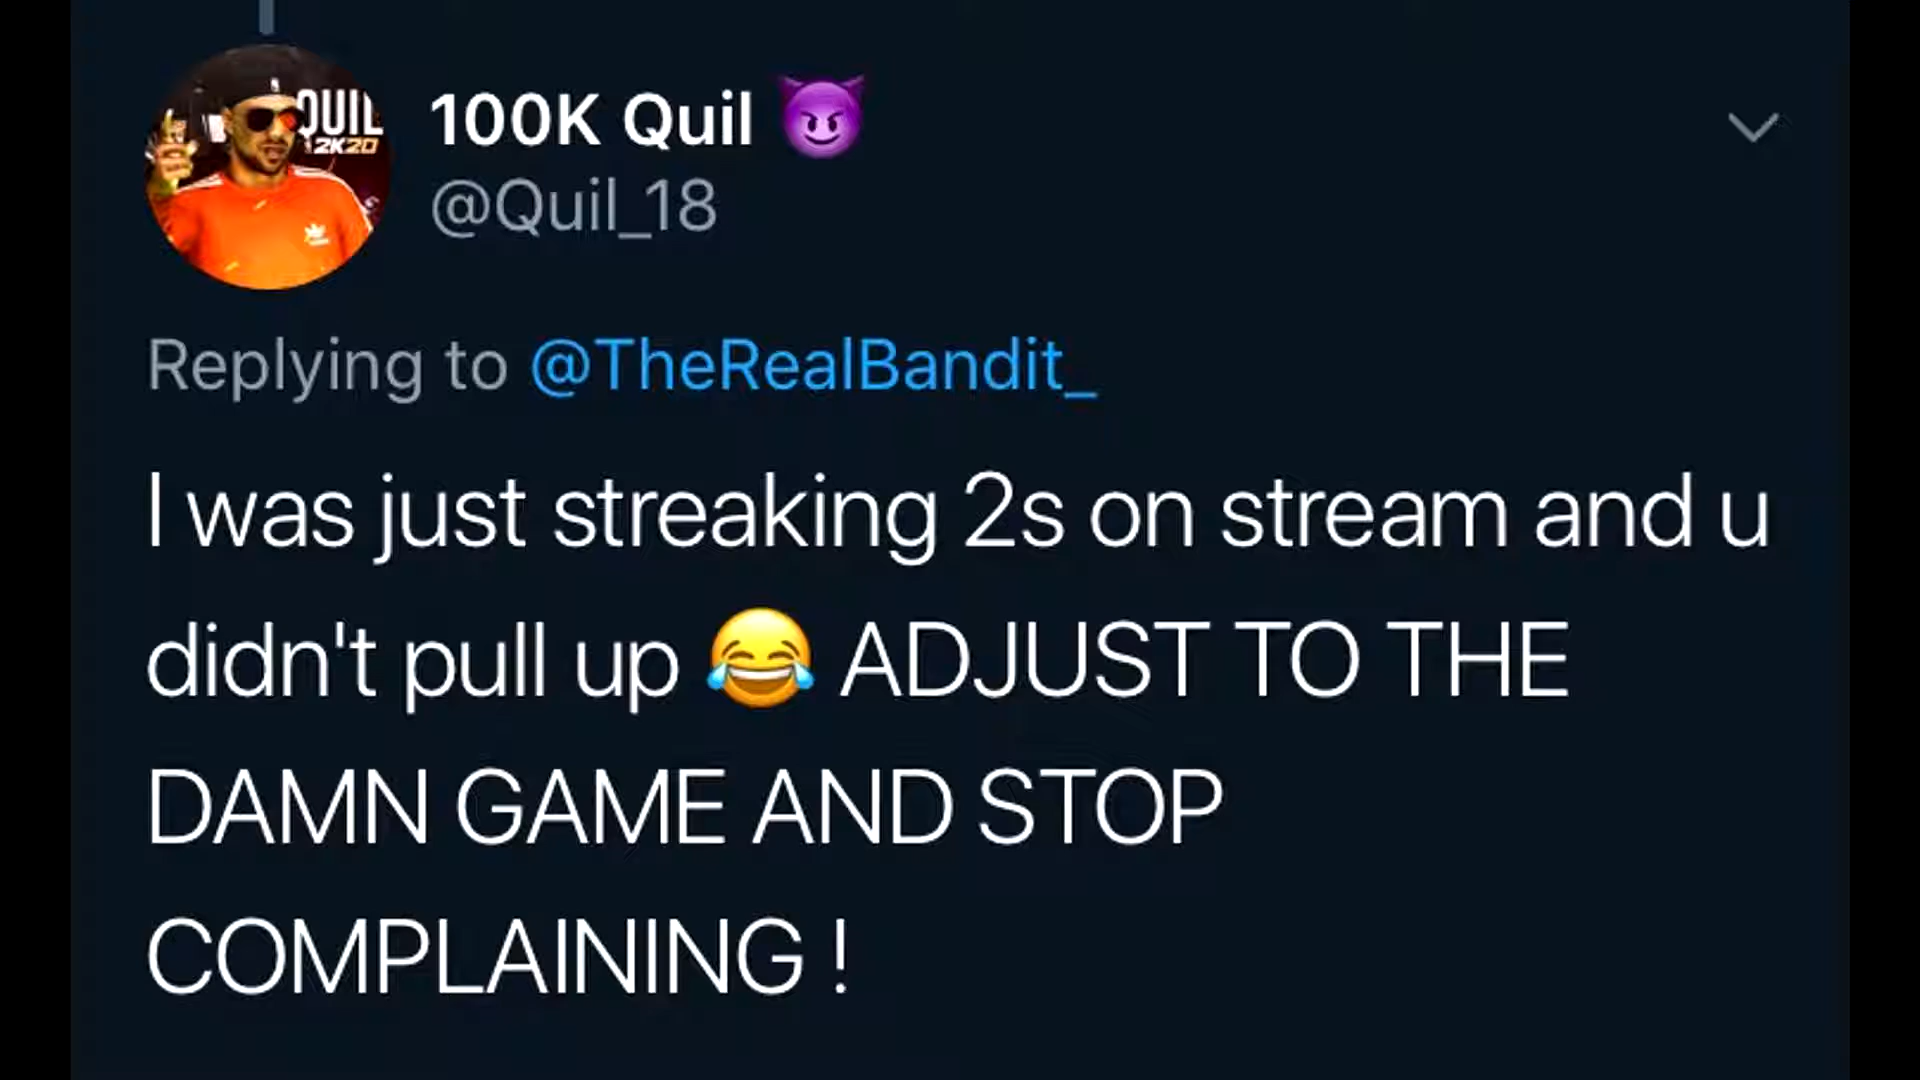 QUIL
2K20
100K Quil 😈
@Quil_18
Replying to @TheRealBandit_
I was just streaking 2s on stream and u
didn't pull up 😂 ADJUST TO THE
DAMN GAME AND STOP
COMPLAINING !